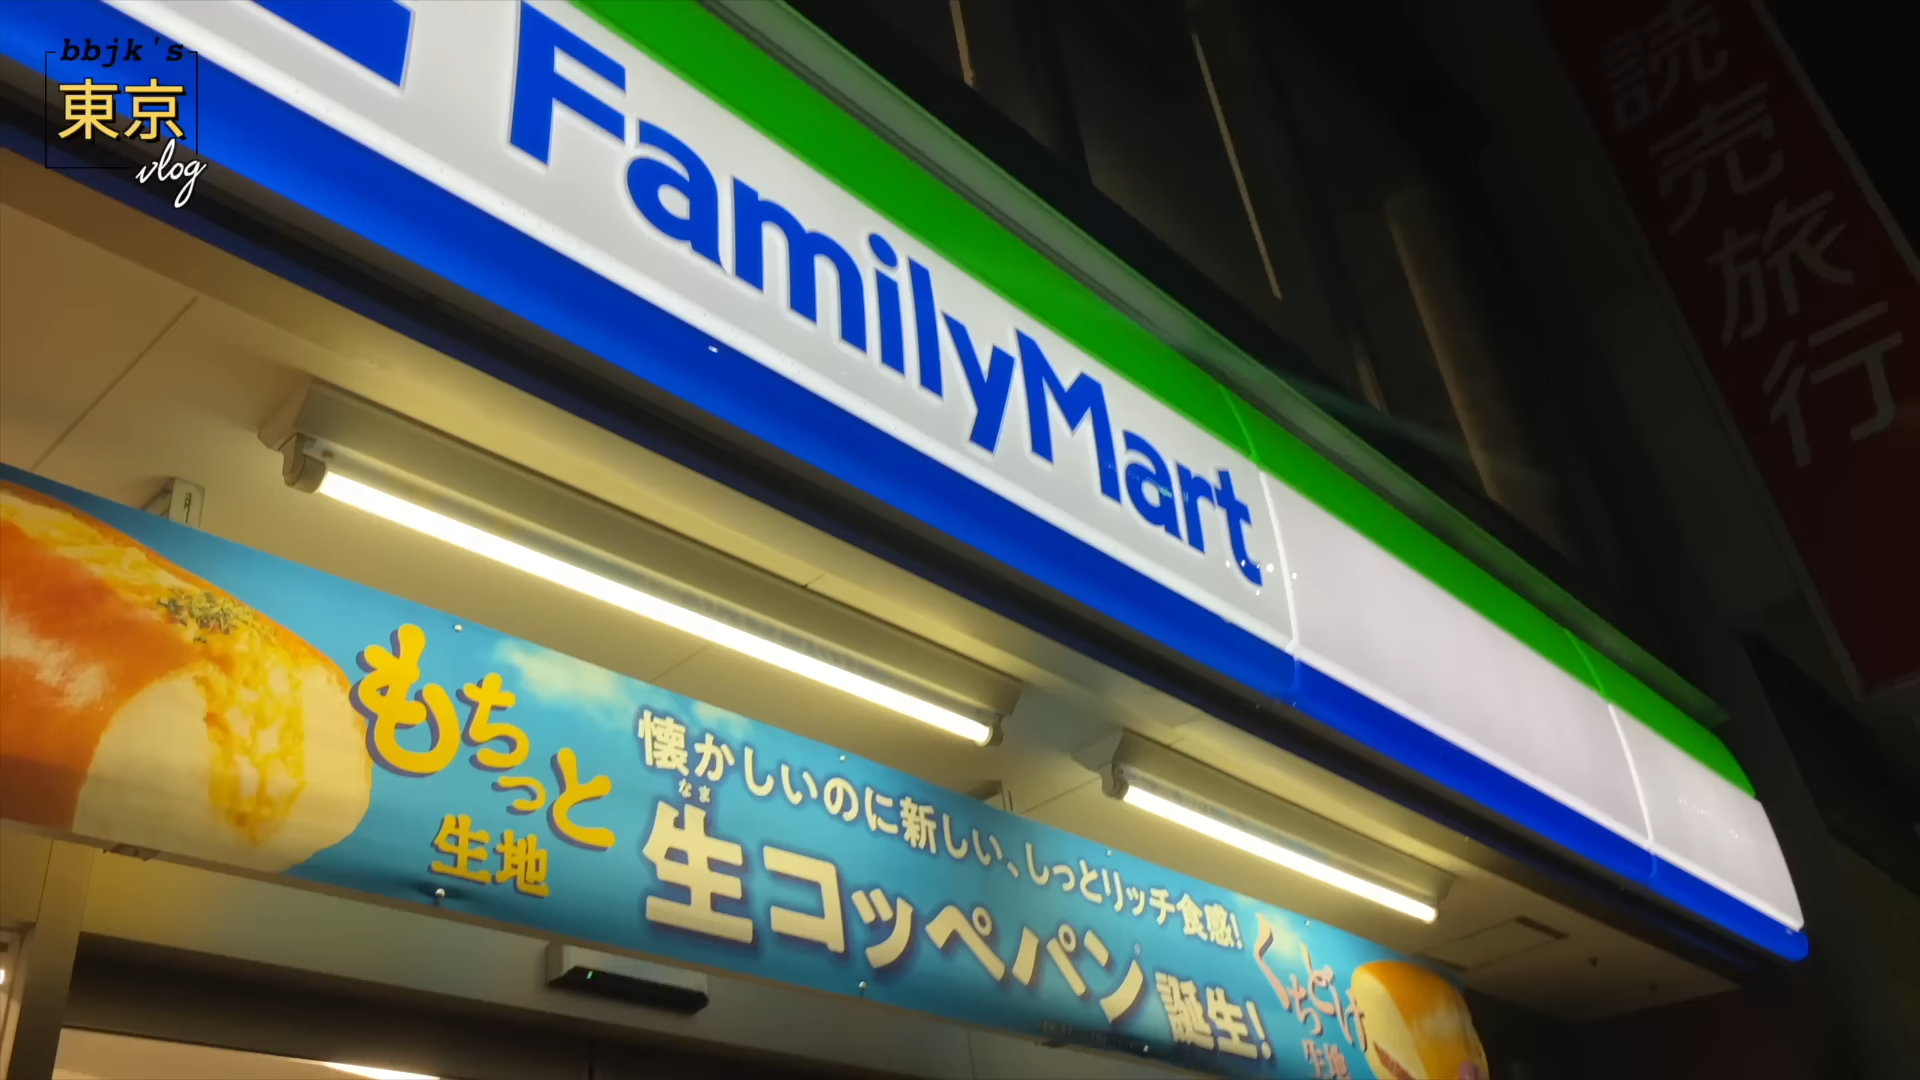 bbjk's
東京
vlog
FamilyMart
読売旅行
もちっと
生地
懐かしいのに新しい、しっとリッチ食感!
なま
生コッペパン誕生!
くちどけ
生地